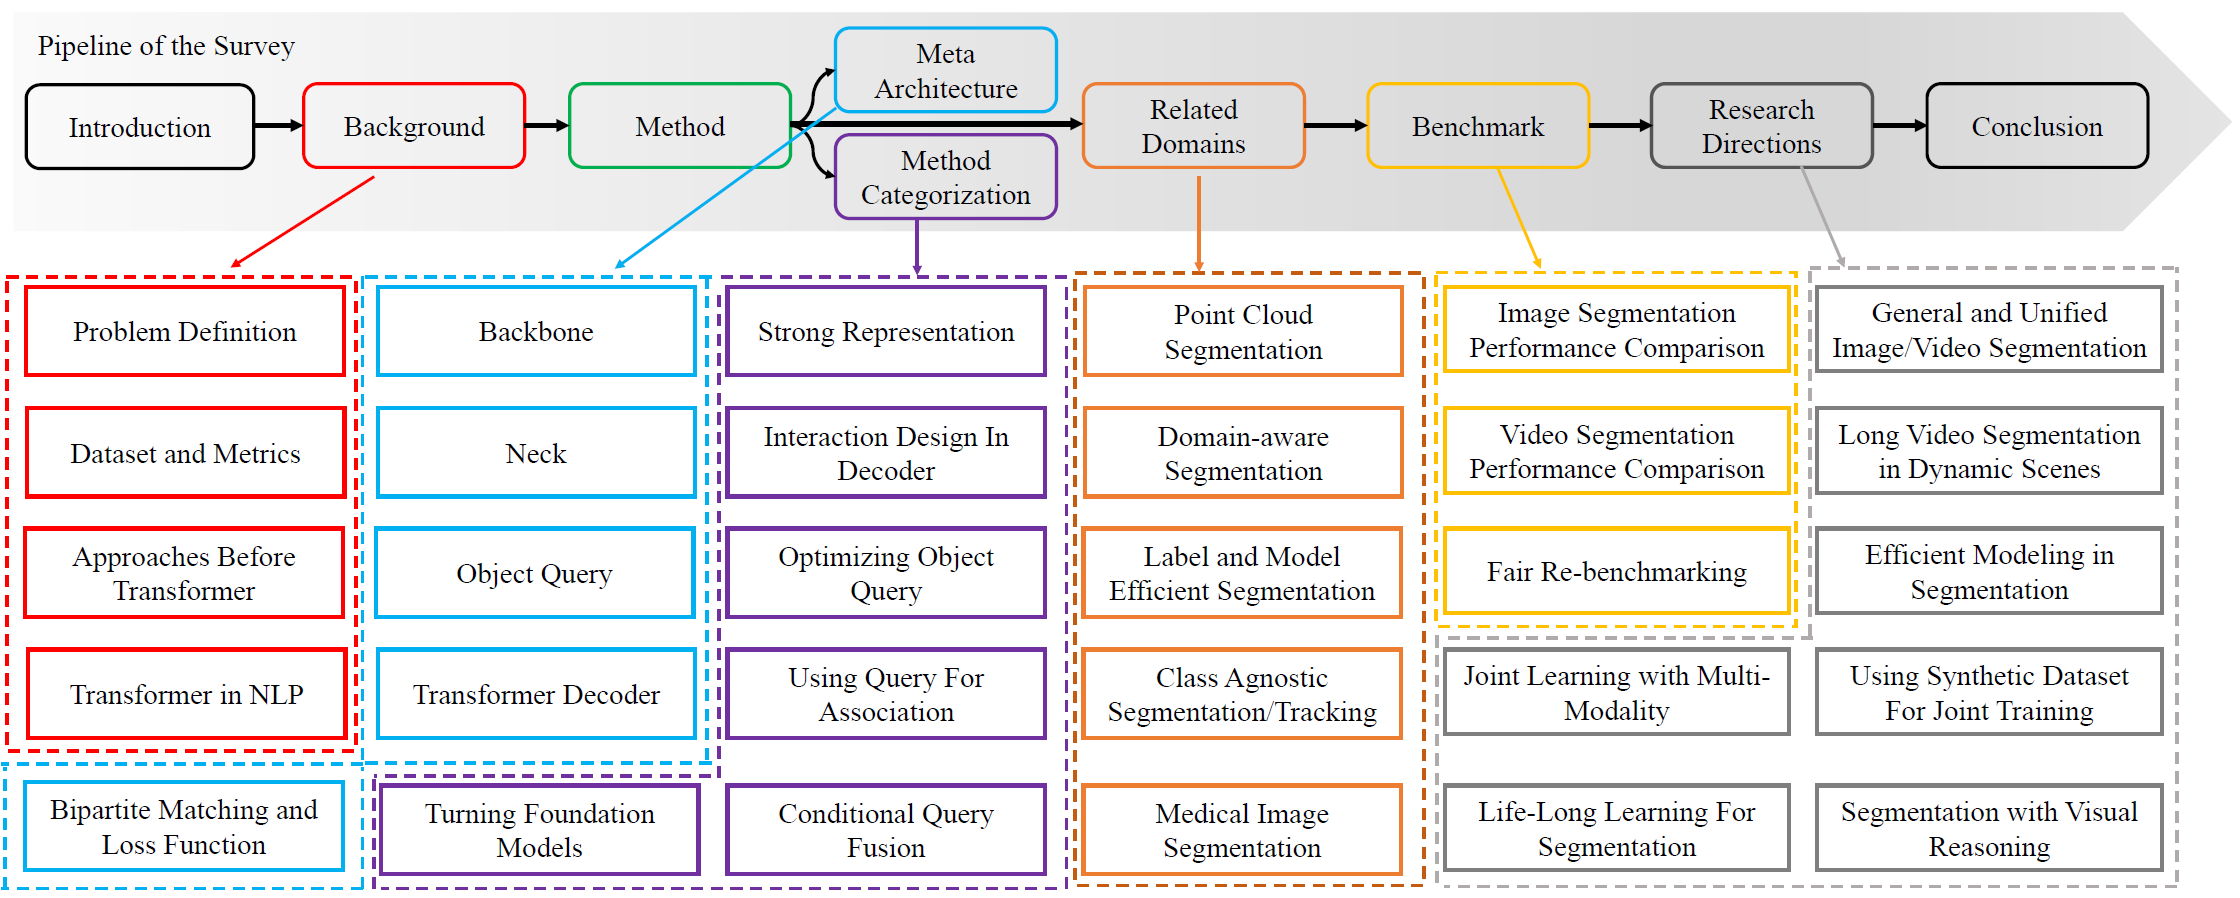 Pipeline of the Survey
Introduction
Background
Method
Meta
Architecture
Method
Categorization
Related
Domains
Benchmark
Research
Directions
Conclusion
Problem Definition
Dataset and Metrics
Approaches Before
Transformer
Transformer in NLP
Bipartite Matching and
Loss Function
Backbone
Neck
Object Query
Transformer Decoder
Turning Foundation
Models
Strong Representation
Interaction Design In
Decoder
Optimizing Object
Query
Using Query For
Association
Conditional Query
Fusion
Point Cloud
Segmentation
Domain-aware
Segmentation
Label and Model
Efficient Segmentation
Class Agnostic
Segmentation/Tracking
Medical Image
Segmentation
Image Segmentation
Performance Comparison
Video Segmentation
Performance Comparison
Fair Re-benchmarking
Joint Learning with Multi-
Modality
Life-Long Learning For
Segmentation
General and Unified
Image/Video Segmentation
Long Video Segmentation
in Dynamic Scenes
Efficient Modeling in
Segmentation
Using Synthetic Dataset
For Joint Training
Segmentation with Visual
Reasoning